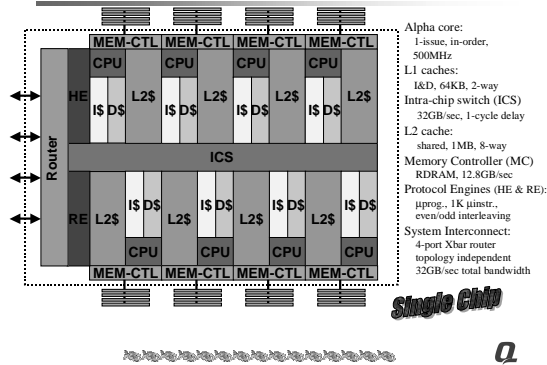 MEM-CTL MEM-CTL MEM-CTL MEM-CTL
CPU CPU CPU CPU
HE I$ D$ L2$ I$ D$ L2$ I$ D$ L2$ I$ D$ L2$
Router
ICS
RE L2$ I$ D$ L2$ I$ D$ L2$ I$ D$ L2$ I$ D$
CPU CPU CPU CPU
MEM-CTL MEM-CTL MEM-CTL MEM-CTL
Alpha core:
1-issue, in-order,
500MHz
L1 caches:
I&D, 64KB, 2-way
Intra-chip switch (ICS)
32GB/sec, 1-cycle delay
L2 cache:
shared, 1MB, 8-way
Memory Controller (MC)
RDRAM, 12.8GB/sec
Protocol Engines (HE & RE):
μprog., 1K μinstr.,
even/odd interleaving
System Interconnect:
4-port Xbar router
topology independent
32GB/sec total bandwidth
Single Chip
Q